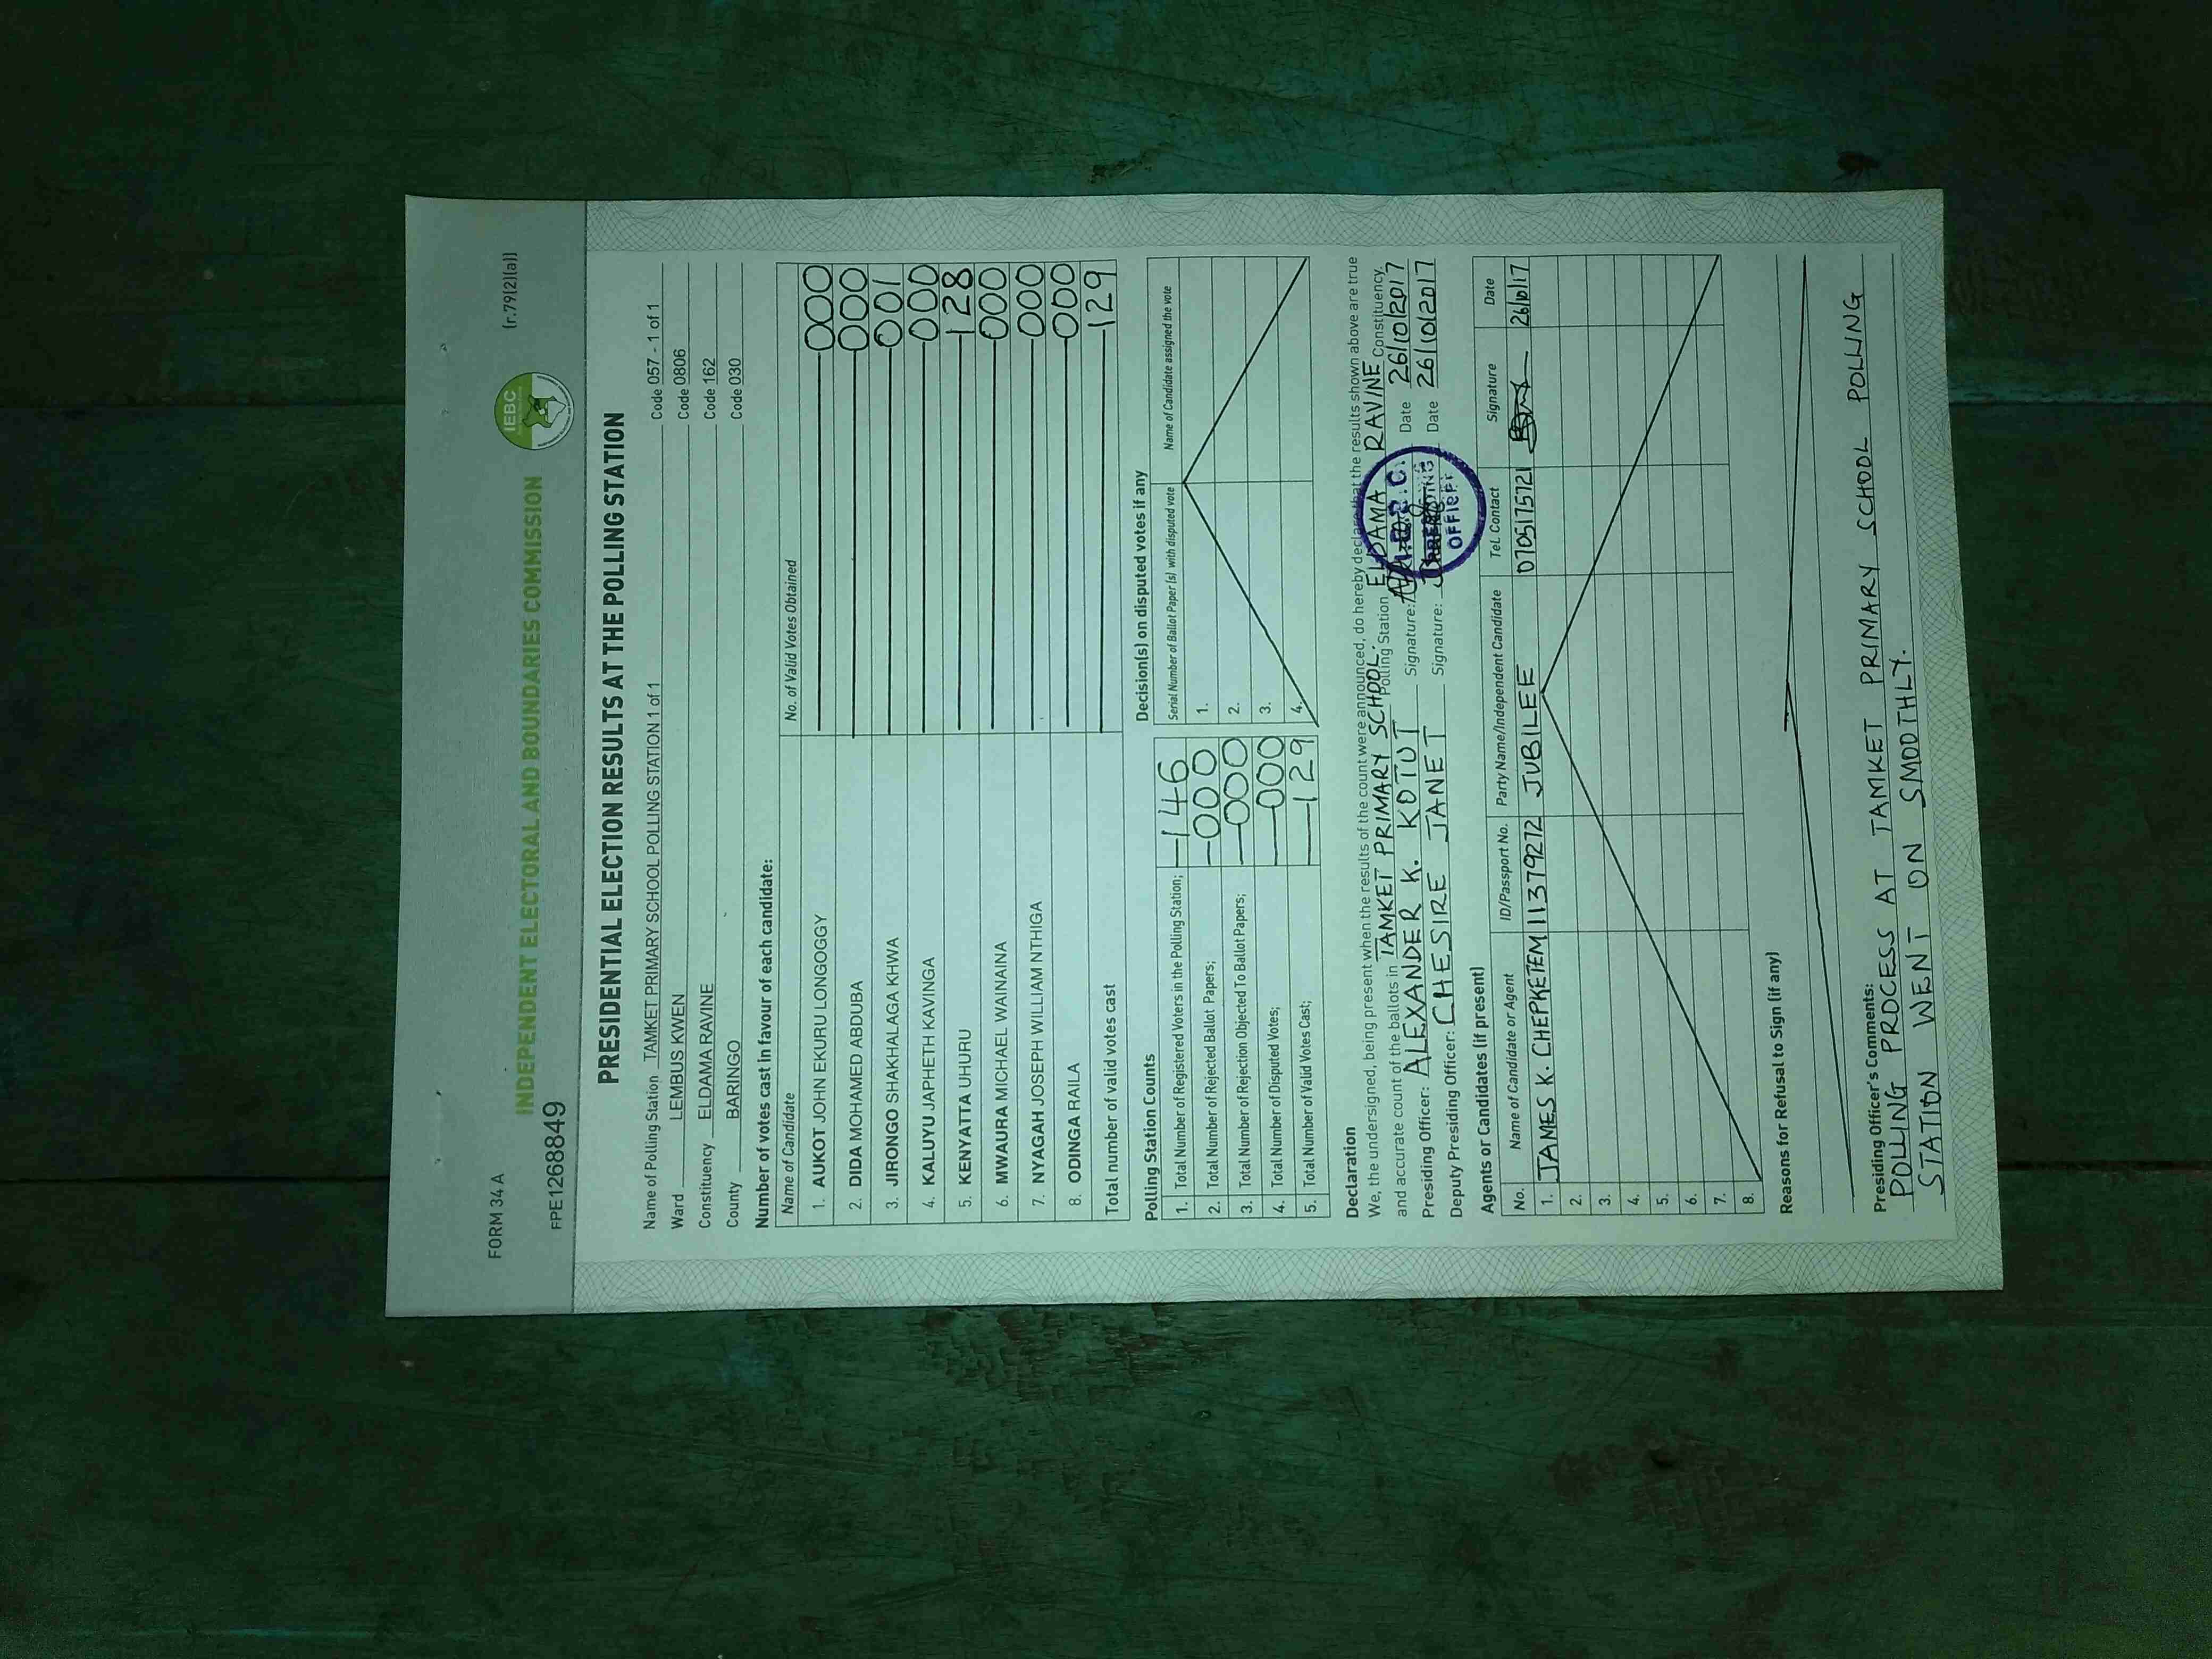 FORM 34 A
(r.79(2)(a))
INDEPENDENT ELECTORAL AND BOUNDARIES COMMISSION
IEBC
FPE1268849
PRESIDENTIAL ELECTION RESULTS AT THE POLLING STATION
Name of Polling Station TAMKET PRIMARY SCHOOL POLLING STATION 1 of 1 Code 057 - 1 of 1
Ward LEMBUS KWEN Code 0806
Constituency ELDAMA RAVINE Code 162
County BARINGO Code 030
Number of votes cast in favour of each candidate:
Name of Candidate No. of Valid Votes Obtained
1. AUKOT JOHN EKURU LONGOGGY 000
2. DIDA MOHAMED ABDUBA 000
3. JIRONGO SHAKHALAGA KHWA 001
4. KALUYU JAPHETH KAVINGA 000
5. KENYATTA UHURU 128
6. MWAURA MICHAEL WAINAINA 000
7. NYAGAH JOSEPH WILLIAM NTHIGA 000
8. ODINGA RAILA 000
Total number of valid votes cast 129
Polling Station Counts
1. Total Number of Registered Voters in the Polling Station; 146
2. Total Number of Rejected Ballot Papers; 000
3. Total Number of Rejection Objected To Ballot Papers; 000
4. Total Number of Disputed Votes; 000
5. Total Number of Valid Votes Cast; 129
Decision(s) on disputed votes if any
Serial Number of Ballot Paper (s) with disputed vote Name of Candidate assigned the vote
1.
2.
3.
4.
Declaration
We, the undersigned, being present when the results of the count were announced, do hereby declare that the results shown above are true
and accurate count of the ballots in TAMKET PRIMARY SCHOOL. Polling Station ELDAMA RAVINE Constituency.
Presiding Officer: ALEXANDER K. KOTUT Signature: Date 26/10/2017
Deputy Presiding Officer: CHESIRE JANET Signature: Date 26/10/2017
OFFICER
Agents or Candidates (if present)
No. Name of Candidate or Agent ID/Passport No. Party Name/Independent Candidate Tel. Contact Signature Date
1. JAMES K. CHEPKETEM 11379272 JUBILEE 0705175721 26/10/17
2.
3.
4.
5.
6.
7.
8.
Reasons for Refusal to Sign (if any)
Presiding Officer's Comments:
POLLING PROCESS AT TAMKET PRIMARY SCHOOL POLLING
STATION WENT ON SMOOTHLY.